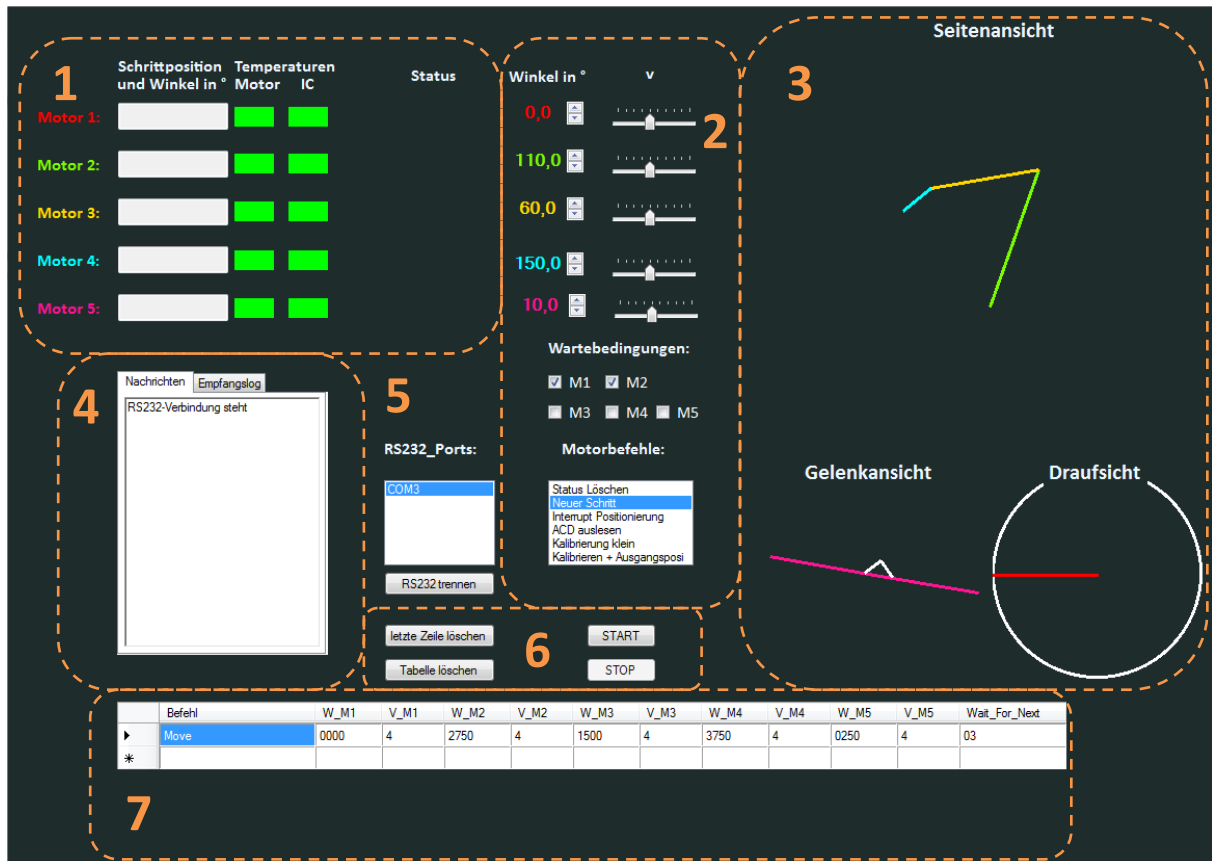 Seitenansicht
1
Schrittposition und Winkel in °
Temperaturen
Motor IC
Status
Motor 1:
Motor 2:
Motor 3:
Motor 4:
Motor 5:
Winkel in ° v
2
0,0
110,0
60,0
150,0
10,0
Wartebedingungen:
M1 M2
M3 M4 M5
Motorbefehle:
Status Löschen
Neuer Schritt
Interrupt Positionierung
ACD auslesen
Kalibrierung klein
Kalibrieren + Ausgangsposi
3
Gelenkansicht
Draufsicht
4
Nachrichten Empfangslog
RS232-Verbindung steht
5
RS232_Ports:
COM3
RS232 trennen
6
letzte Zeile löschen START
Tabelle löschen STOP
Befehl W_M1 V_M1 W_M2 V_M2 W_M3 V_M3 W_M4 V_M4 W_M5 V_M5 Wait_For_Next
Move 0000 4 2750 4 1500 4 3750 4 0250 4 03
7